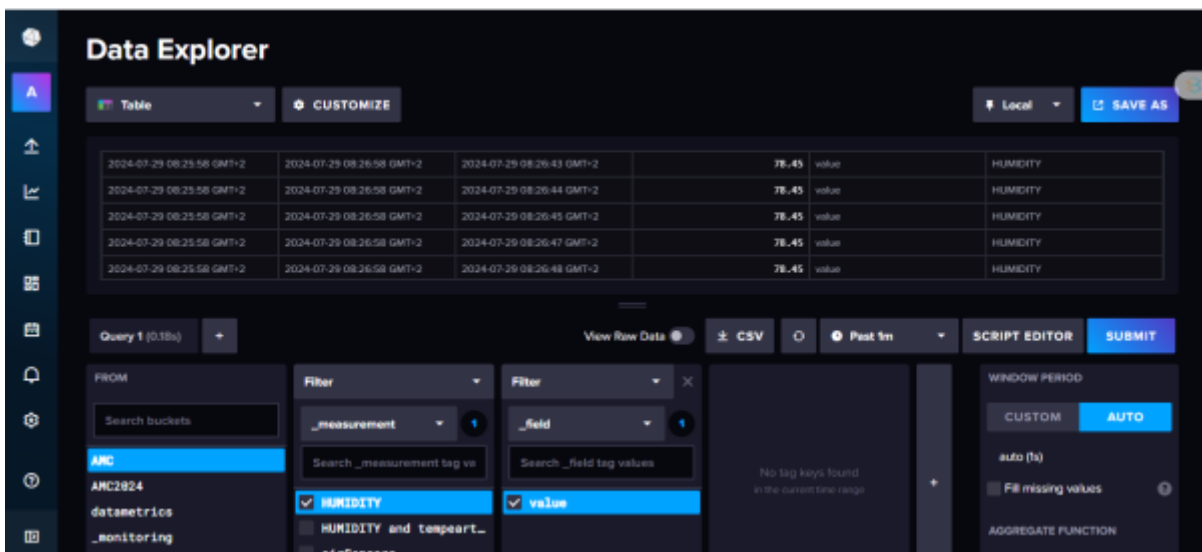 Data Explorer
A
Table
CUSTOMIZE
Local
SAVE AS
2024-07-29 08:25:58 GMT+2 2024-07-29 08:26:58 GMT+2 2024-07-29 08:26:43 GMT+2 78.45 value HUMIDITY
2024-07-29 08:25:58 GMT+2 2024-07-29 08:26:58 GMT+2 2024-07-29 08:26:44 GMT+2 78.45 value HUMIDITY
2024-07-29 08:25:58 GMT+2 2024-07-29 08:26:58 GMT+2 2024-07-29 08:26:45 GMT+2 78.45 value HUMIDITY
2024-07-29 08:25:58 GMT+2 2024-07-29 08:26:58 GMT+2 2024-07-29 08:26:47 GMT+2 78.45 value HUMIDITY
2024-07-29 08:25:58 GMT+2 2024-07-29 08:26:58 GMT+2 2024-07-29 08:26:48 GMT+2 78.45 value HUMIDITY
Query 1 (0.18s)
+
View Raw Data
CSV
Past 1m
SCRIPT EDITOR
SUBMIT
FROM
Search buckets
AMC
AMC2024
datametrics
_monitoring
Filter
_measurement 1
Search _measurement tag va
HUMIDITY
HUMIDITY and tempeart…
Filter
_field 1
Search _field tag values
value
No tag keys found
in the current time range
+
WINDOW PERIOD
CUSTOM AUTO
auto (1s)
Fill missing values
AGGREGATE FUNCTION